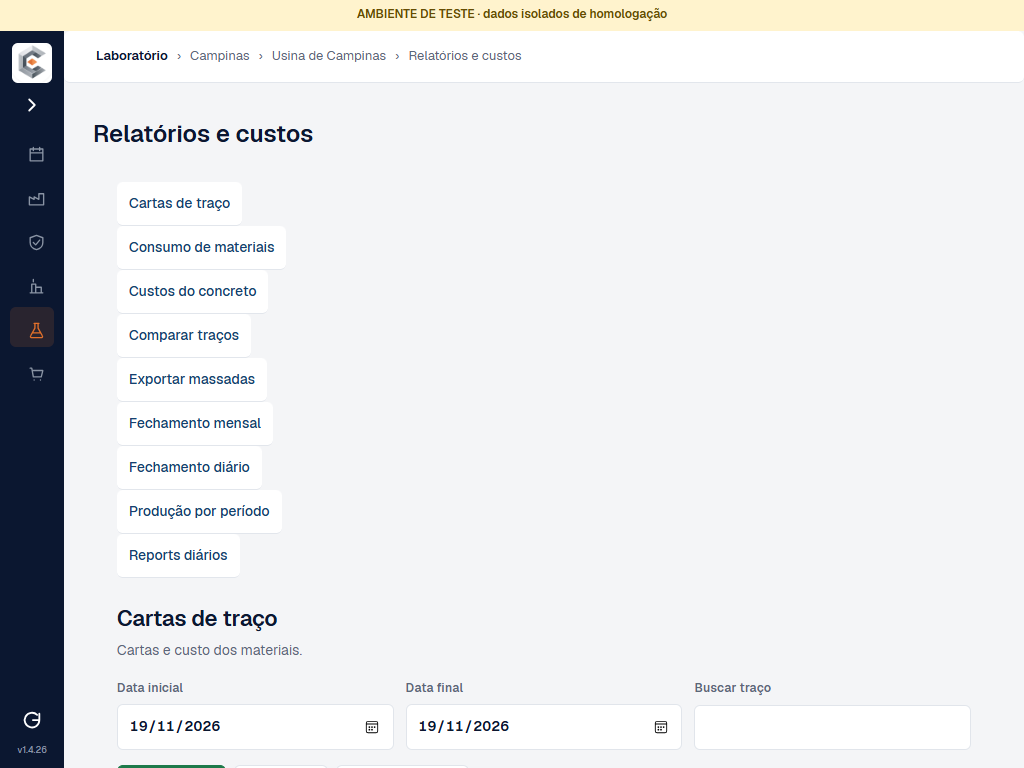 AMBIENTE DE TESTE · dados isolados de homologação
Laboratório › Campinas › Usina de Campinas › Relatórios e custos
Relatórios e custos
Cartas de traço
Consumo de materiais
Custos do concreto
Comparar traços
Exportar massadas
Fechamento mensal
Fechamento diário
Produção por período
Reports diários
Cartas de traço
Cartas e custo dos materiais.
Data inicial Data final Buscar traço
19/11/2026 19/11/2026
v1.4.26